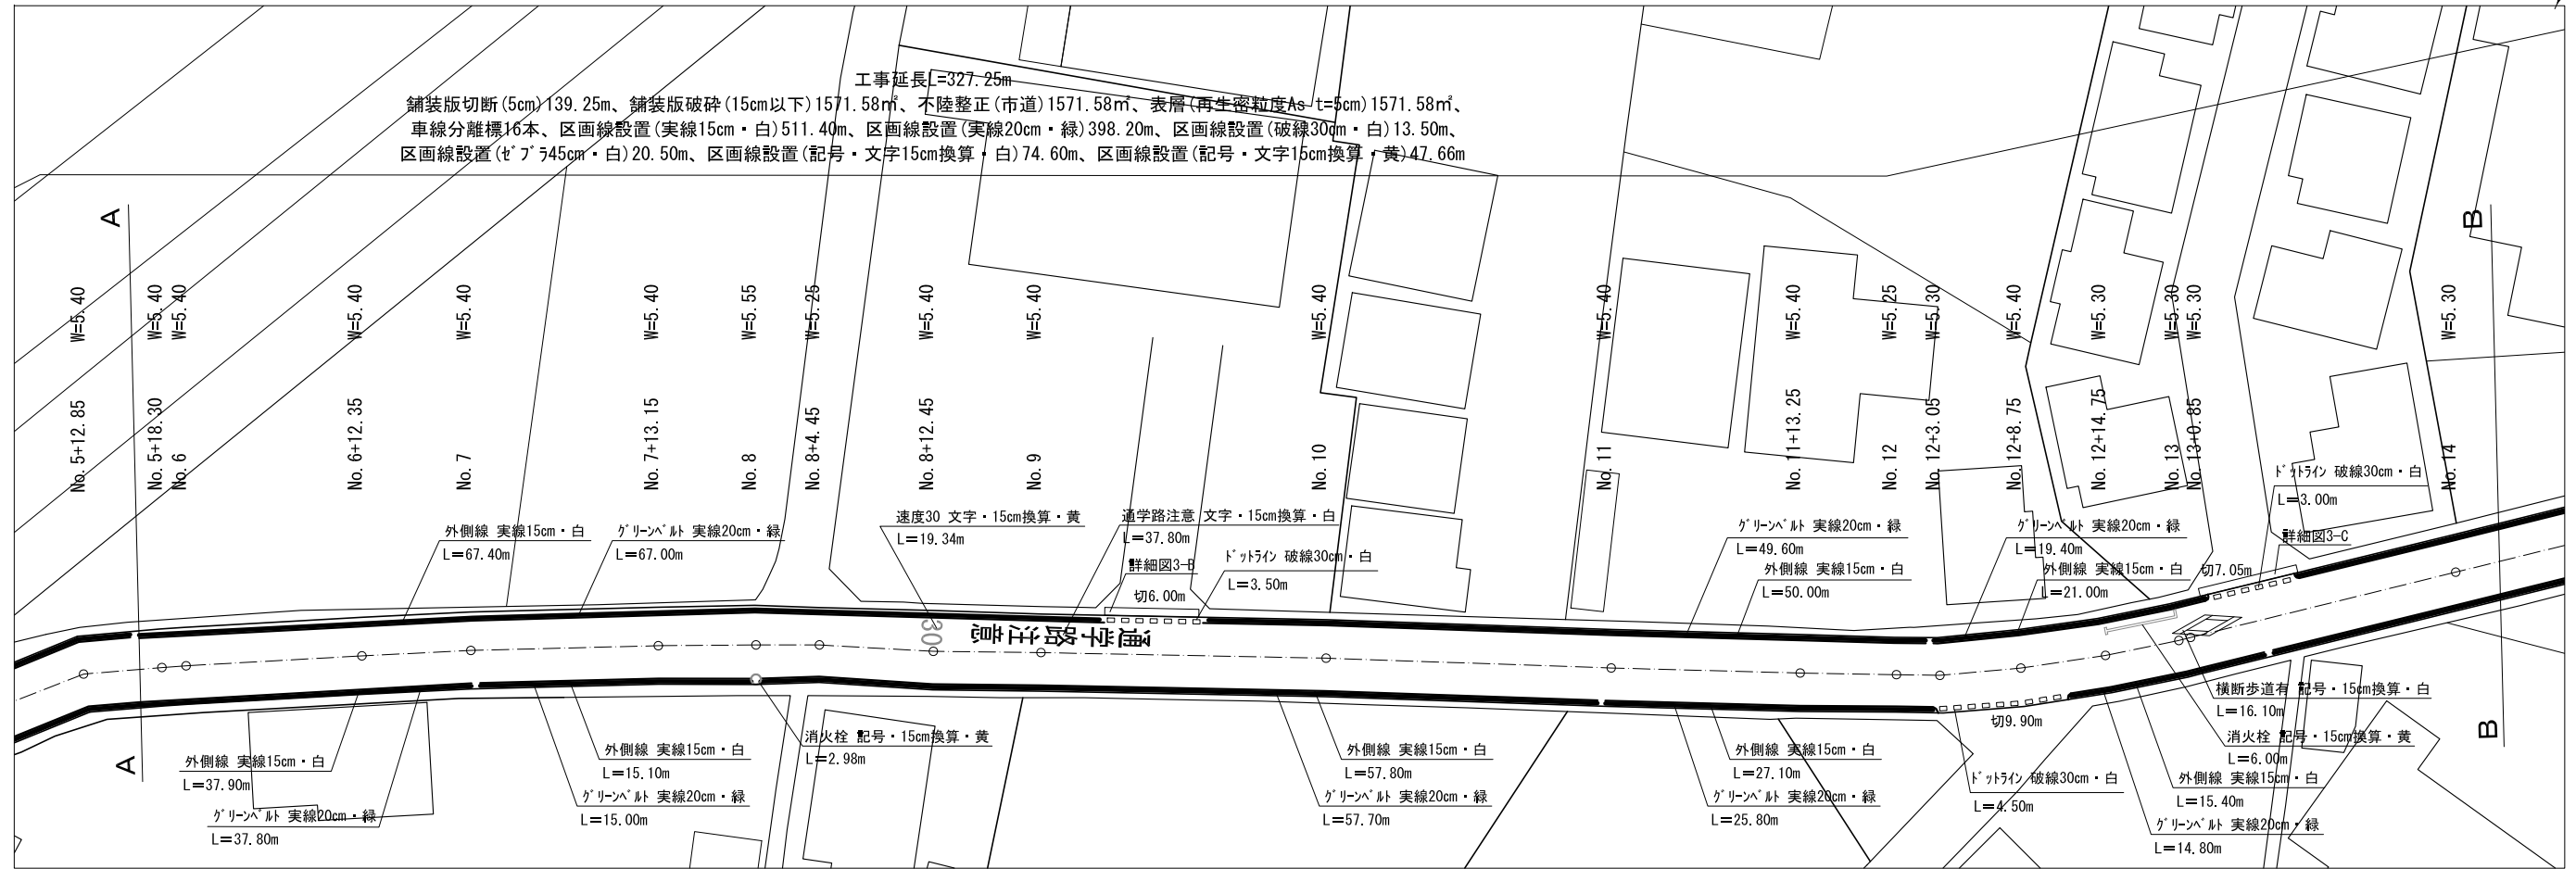 工事延長L=327.25m
舗装版切断(5cm)139.25m、舗装版破砕(15cm以下)1571.58㎡、不陸整正(市道)1571.58㎡、表層(再生密粒度As t=5cm)1571.58㎡、
車線分離標16本、区画線設置(実線15cm・白)511.40m、区画線設置(実線20cm・緑)398.20m、区画線設置(破線30cm・白)13.50m、
区画線設置(ｾﾞﾌﾞﾗ45cm・白)20.50m、区画線設置(記号・文字15cm換算・白)74.60m、区画線設置(記号・文字15cm換算・黄)47.66m
A
B
W=5.40
W=5.40
W=5.40
W=5.40
W=5.40
W=5.40
W=5.55
W=5.25
W=5.40
W=5.40
W=5.40
W=5.40
W=5.40
W=5.25
W=5.30
W=5.40
W=5.30
W=5.30
W=5.30
W=5.30
No.5+12.85
No.5+18.30
No.6
No.6+12.35
No.7
No.7+13.15
No.8
No.8+4.45
No.8+12.45
No.9
No.10
No.11
No.11+13.25
No.12
No.12+3.05
No.12+8.75
No.12+14.75
No.13
No.13+0.85
No.14
外側線 実線15cm・白
L=67.40m
ｸﾞﾘｰﾝﾍﾞﾙﾄ 実線20cm・緑
L=67.00m
速度30 文字・15cm換算・黄
L=19.34m
通学路注意 文字・15cm換算・白
L=37.80m
詳細図3-B
切6.00m
ﾄﾞｯﾄﾗｲﾝ 破線30cm・白
L=3.50m
ｸﾞﾘｰﾝﾍﾞﾙﾄ 実線20cm・緑
L=49.60m
外側線 実線15cm・白
L=50.00m
ｸﾞﾘｰﾝﾍﾞﾙﾄ 実線20cm・緑
L=19.40m
外側線 実線15cm・白
L=21.00m
ﾄﾞｯﾄﾗｲﾝ 破線30cm・白
L=3.00m
詳細図3-C
切7.05m
30
通学路注意
A
外側線 実線15cm・白
L=37.90m
ｸﾞﾘｰﾝﾍﾞﾙﾄ 実線20cm・緑
L=37.80m
外側線 実線15cm・白
L=15.10m
ｸﾞﾘｰﾝﾍﾞﾙﾄ 実線20cm・緑
L=15.00m
消火栓 記号・15cm換算・黄
L=2.98m
外側線 実線15cm・白
L=57.80m
ｸﾞﾘｰﾝﾍﾞﾙﾄ 実線20cm・緑
L=57.70m
外側線 実線15cm・白
L=27.10m
ｸﾞﾘｰﾝﾍﾞﾙﾄ 実線20cm・緑
L=25.80m
切9.90m
ﾄﾞｯﾄﾗｲﾝ 破線30cm・白
L=4.50m
横断歩道有 記号・15cm換算・白
L=16.10m
消火栓 記号・15cm換算・黄
L=6.00m
外側線 実線15cm・白
L=15.40m
ｸﾞﾘｰﾝﾍﾞﾙﾄ 実線20cm・緑
L=14.80m
B